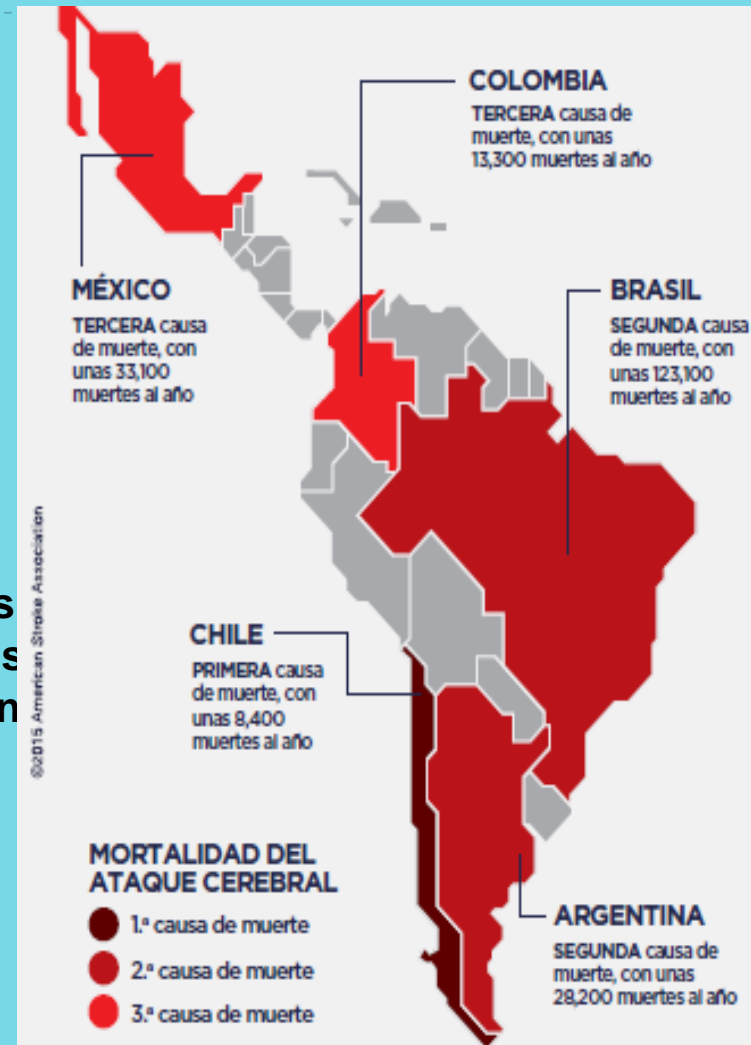 COLOMBIA
TERCERA causa de
muerte, con unas
13,300 muertes al año
MÉXICO
TERCERA causa
de muerte, con
unas 33,100
muertes al año
BRASIL
SEGUNDA causa
de muerte, con
unas 123,100
muertes al año
CHILE
PRIMERA causa
de muerte, con
unas 8,400
muertes al año
ARGENTINA
SEGUNDA causa de
muerte, con unas
28,200 muertes al año
MORTALIDAD DEL
ATAQUE CEREBRAL
1.ª causa de muerte
2.ª causa de muerte
3.ª causa de muerte
©2015 American Stroke Association
s
s
n